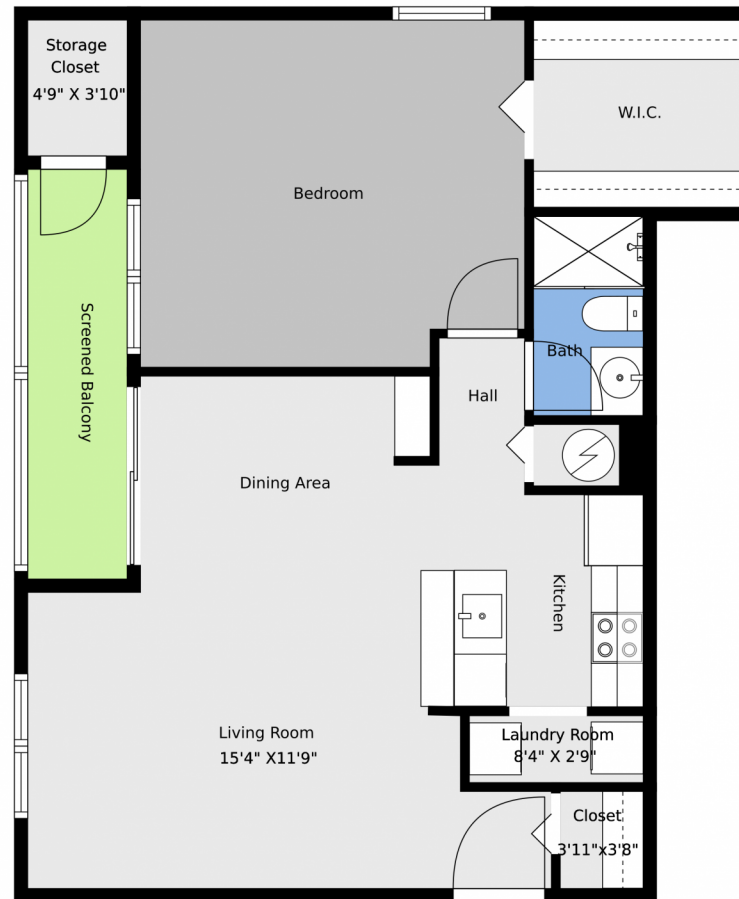 Storage
Closet
4'9" X 3'10"
W.I.C.
Bedroom
Screened Balcony
Bath
Hall
Dining Area
Kitchen
Living Room
15'4" X11'9"
Laundry Room
8'4" X 2'9"
Closet
3'11"x3'8"